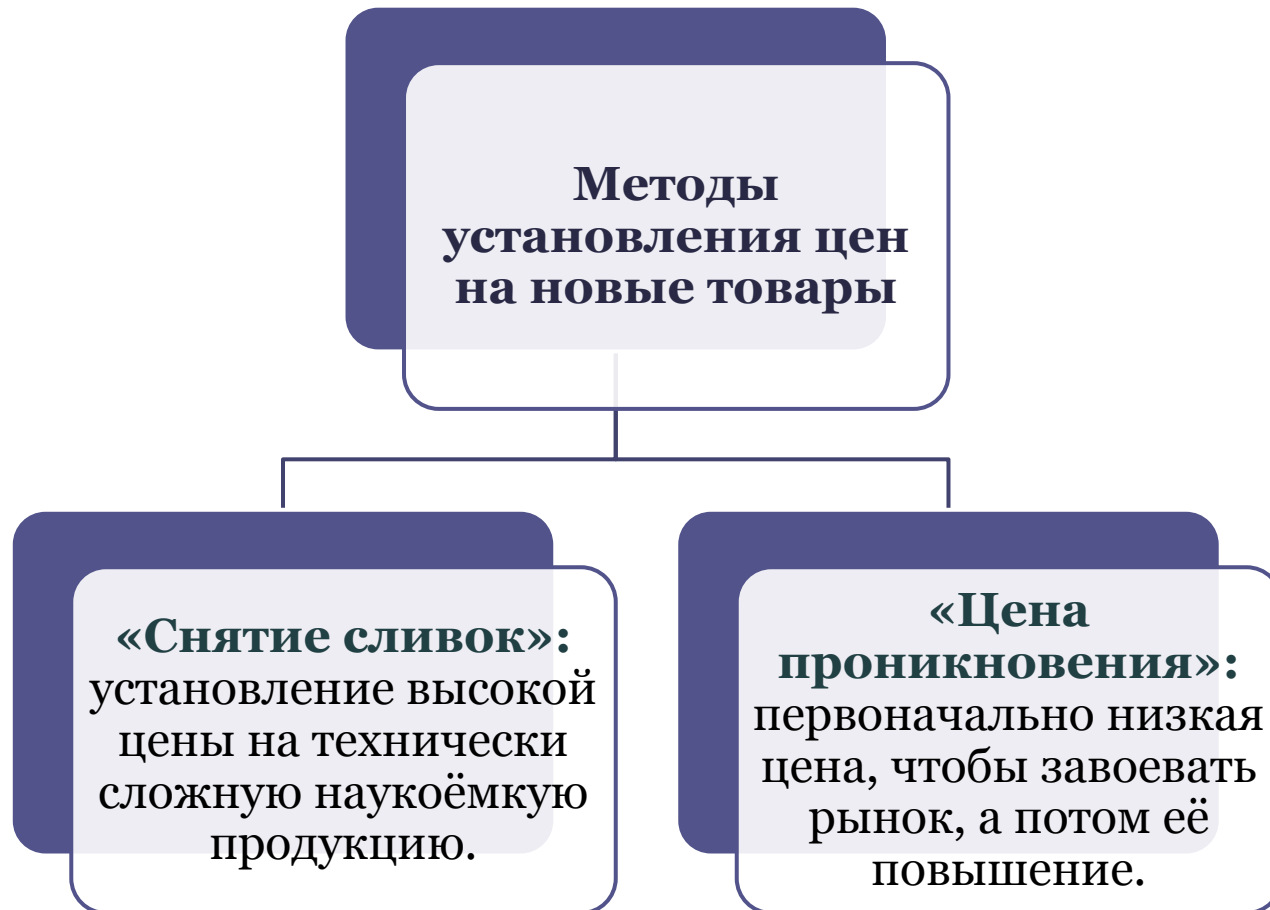 Методы
установления цен
на новые товары
«Снятие сливок»:
установление высокой
цены на технически
сложную наукоёмкую
продукцию.
«Цена
проникновения»:
первоначально низкая
цена, чтобы завоевать
рынок, а потом её
повышение.